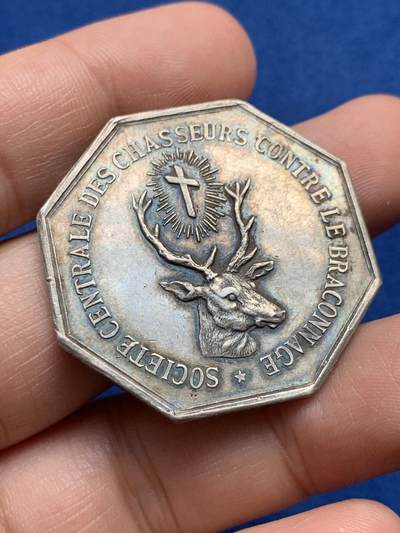 SOCIETE CENTRALE DES CHASSEURS CONTRE LE BRACONNAGE